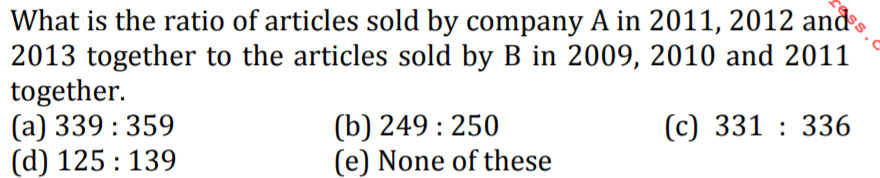 What is the ratio of articles sold by company A in 2011, 2012 and
2013 together to the articles sold by B in 2009, 2010 and 2011
together.
(a) 339 : 359 (b) 249 : 250 (c) 331 : 336
(d) 125 : 139 (e) None of these